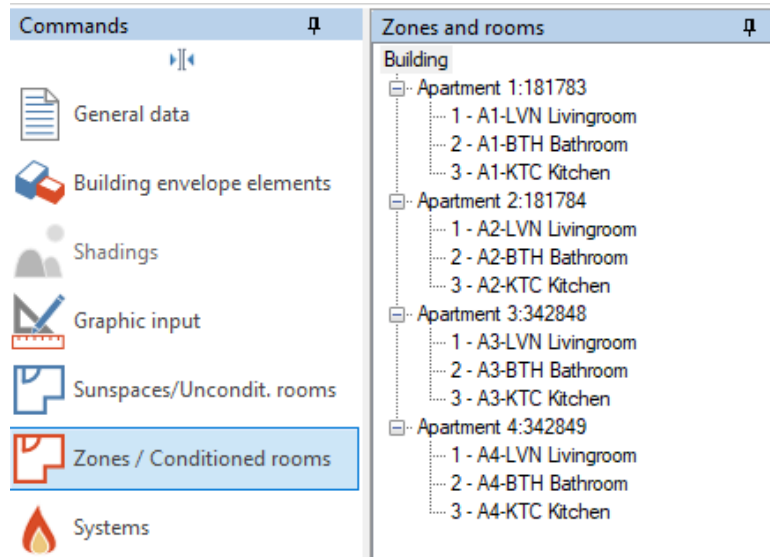 Commands
General data
Building envelope elements
Shadings
Graphic input
Sunspaces/Uncondit. rooms
Zones / Conditioned rooms
Systems
Zones and rooms
Building
Apartment 1:181783
1 - A1-LVN Livingroom
2 - A1-BTH Bathroom
3 - A1-KTC Kitchen
Apartment 2:181784
1 - A2-LVN Livingroom
2 - A2-BTH Bathroom
3 - A2-KTC Kitchen
Apartment 3:342848
1 - A3-LVN Livingroom
2 - A3-BTH Bathroom
3 - A3-KTC Kitchen
Apartment 4:342849
1 - A4-LVN Livingroom
2 - A4-BTH Bathroom
3 - A4-KTC Kitchen